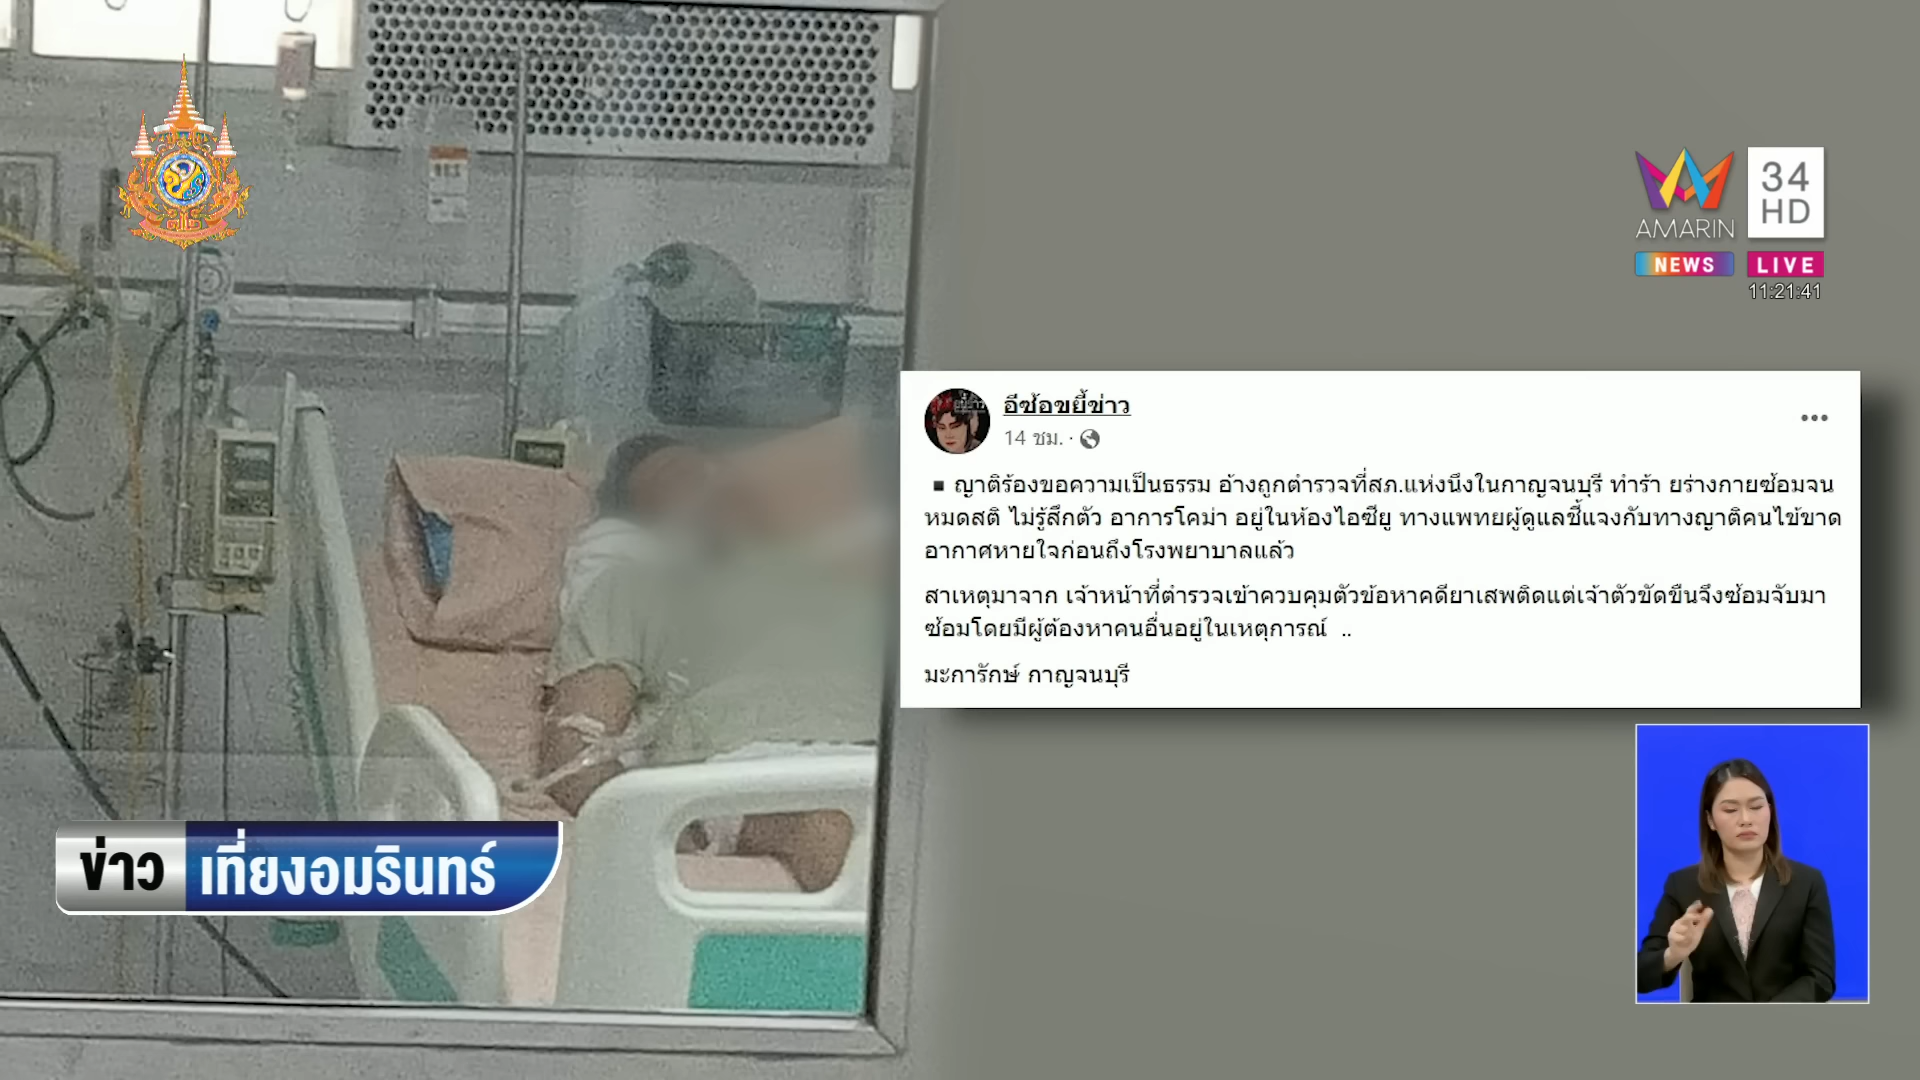 AMARIN
34
HD
NEWS
LIVE
11:21:41
อีซ้อขยี้ข่าว
14 ชม. ·
▪ญาติร้องขอความเป็นธรรม อ้างถูกตำรวจที่สภ.แห่งนึงในกาญจนบุรี ทำร้า ยร่างกายซ้อมจน
หมดสติ ไม่รู้สึกตัว อาการโคม่า อยู่ในห้องไอซียู ทางแพทยผู้ดูแลชี้แจงกับทางญาติคนไข้ขาด
อากาศหายใจก่อนถึงโรงพยาบาลแล้ว
สาเหตุมาจาก เจ้าหน้าที่ตำรวจเข้าควบคุมตัวข้อหาคดียาเสพติดแต่เจ้าตัวขัดขืนจึงซ้อมจับมา
ซ้อมโดยมีผู้ต้องหาคนอื่นอยู่ในเหตุการณ์ ..
มะการักษ์ กาญจนบุรี
ข่าว เที่ยงอมรินทร์